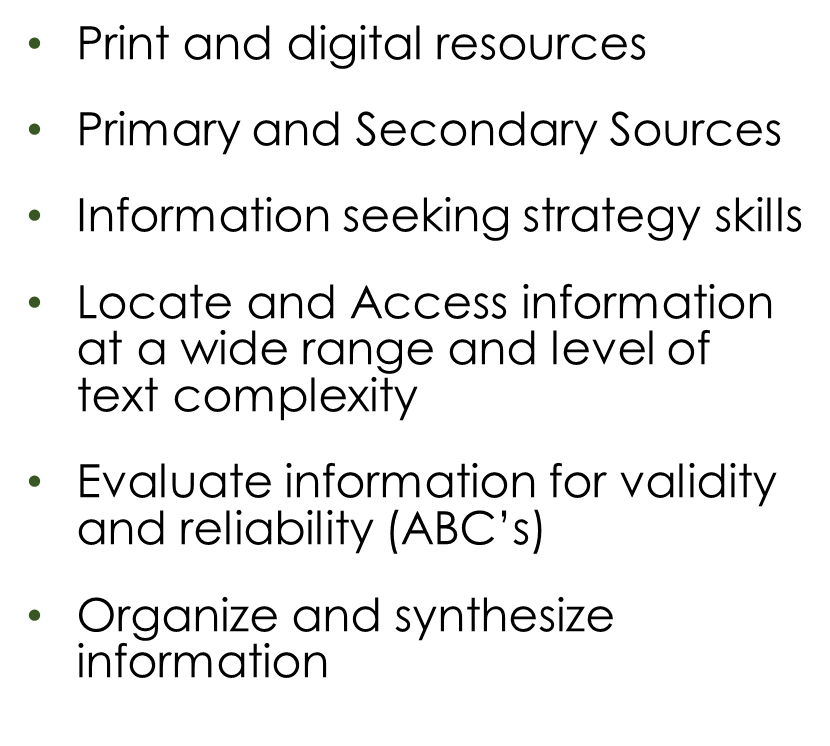 • Print and digital resources
• Primary and Secondary Sources
• Information seeking strategy skills
• Locate and Access information
at a wide range and level of
text complexity
• Evaluate information for validity
and reliability (ABC’s)
• Organize and synthesize
information